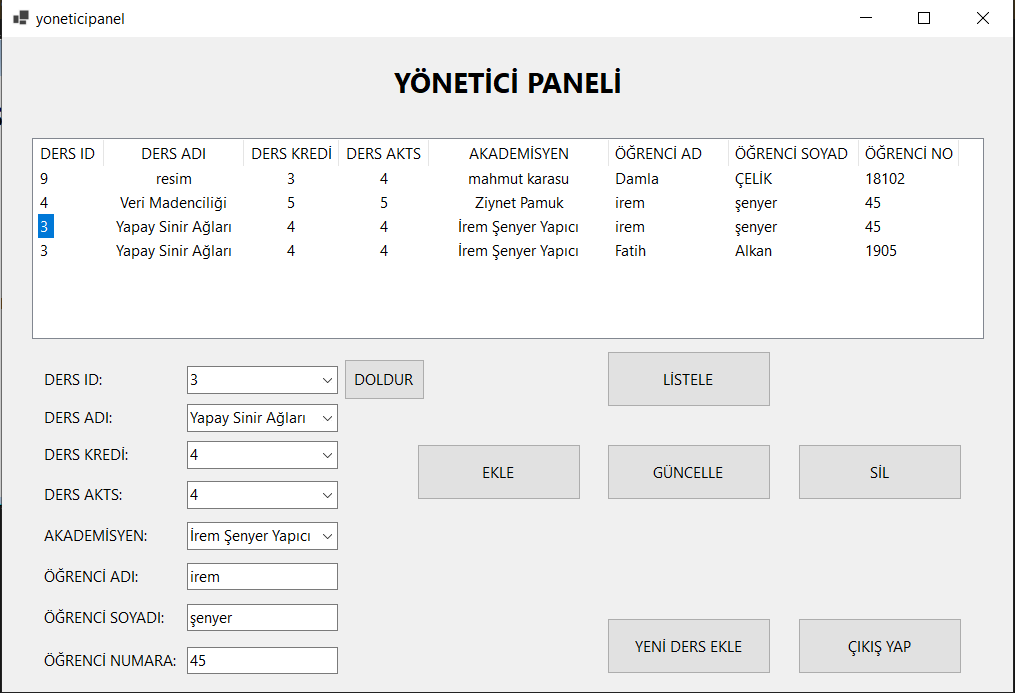 yoneticipanel
YÖNETİCİ PANELİ
DERS ID DERS ADI DERS KREDİ DERS AKTS AKADEMİSYEN ÖĞRENCİ AD ÖĞRENCİ SOYAD ÖĞRENCİ NO
9 resim 3 4 mahmut karasu Damla ÇELİK 18102
4 Veri Madenciliği 5 5 Ziynet Pamuk irem şenyer 45
3 Yapay Sinir Ağları 4 4 İrem Şenyer Yapıcı irem şenyer 45
3 Yapay Sinir Ağları 4 4 İrem Şenyer Yapıcı Fatih Alkan 1905
DERS ID: 3 DOLDUR LİSTELE
DERS ADI: Yapay Sinir Ağları
DERS KREDİ: 4
EKLE GÜNCELLE SİL
DERS AKTS: 4
AKADEMİSYEN: İrem Şenyer Yapıcı
ÖĞRENCİ ADI: irem
ÖĞRENCİ SOYADI: şenyer
YENİ DERS EKLE ÇIKIŞ YAP
ÖĞRENCİ NUMARA: 45